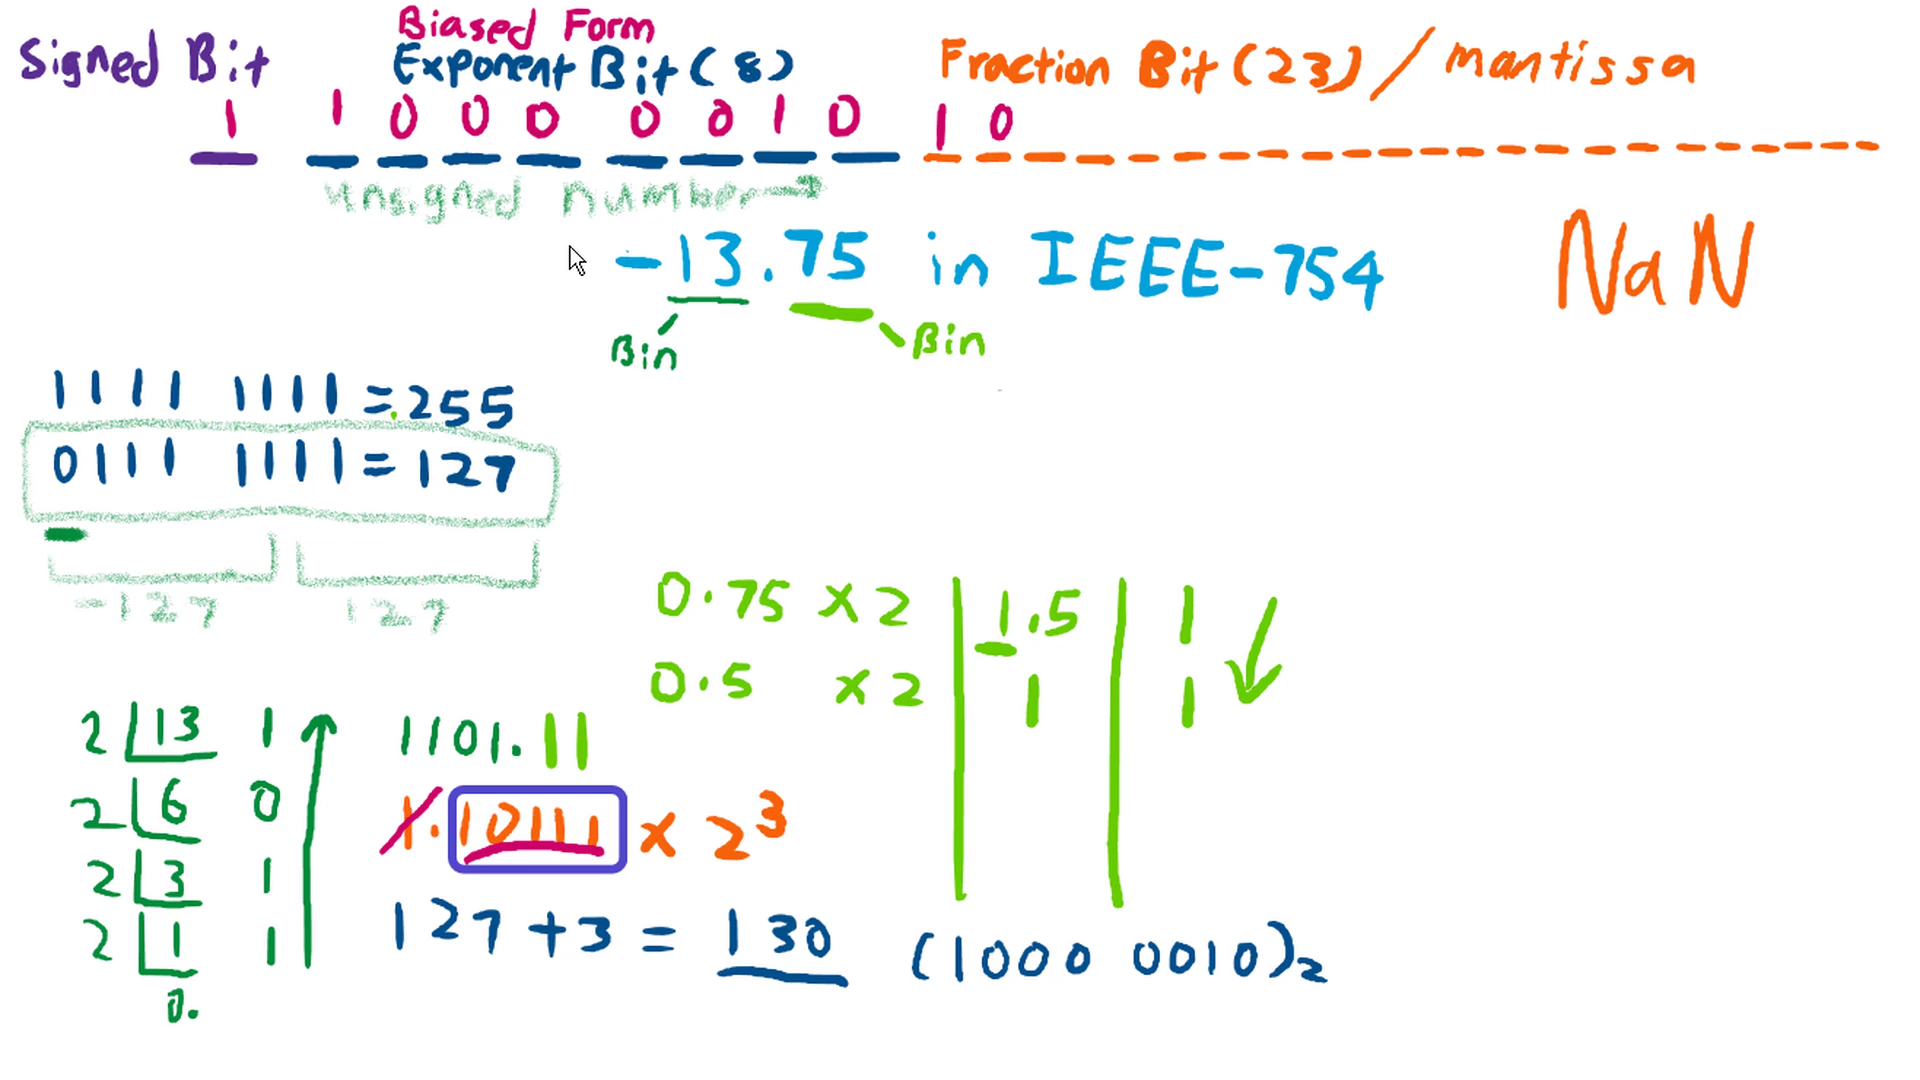 Biased Form
Signed Bit Exponent Bit (8) Fraction Bit (23) / mantissa
1 1 0 0 0 0 0 1 0 1 0
unsigned number
-13.75 in IEEE-754 NaN
Bin Bin
1111 1111 = 255
0111 1111 = 127
-127 127
0.75 x 2 1.5 1
0.5 x 2 1 1
2 13 1
2 6 0
2 3 1
2 1 1
0.
1101.11
1.10111 x 2³
127 + 3 = 130 (1000 0010)₂